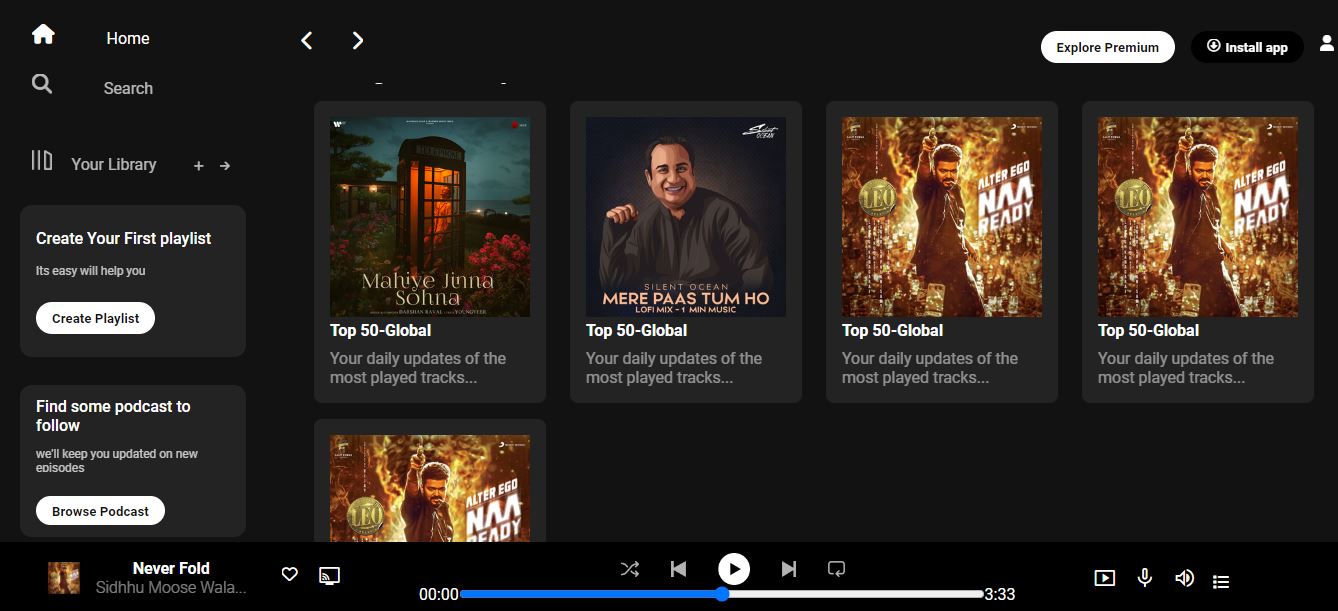 Home
Search
Your Library
Create Your First playlist
Its easy will help you
Create Playlist
Find some podcast to
follow
we'll keep you updated on new
episodes
Browse Podcast
Explore Premium
Install app
TELEPHONE
Mahiye Jinna
Sohna
DARSHAN RAVAL
YOUNGVEER
Top 50-Global
Your daily updates of the
most played tracks...
Silent
OCEAN
SILENT OCEAN
MERE PAAS TUM HO
LOFI MIX - 1 MIN MUSIC
Top 50-Global
Your daily updates of the
most played tracks...
LEO
ALTER EGO
NAA
READY
Top 50-Global
Your daily updates of the
most played tracks...
LEO
ALTER EGO
NAA
READY
Top 50-Global
Your daily updates of the
most played tracks...
LEO
ALTER EGO
NAA
READY
Never Fold
Sidhhu Moose Wala...
00:00
3:33